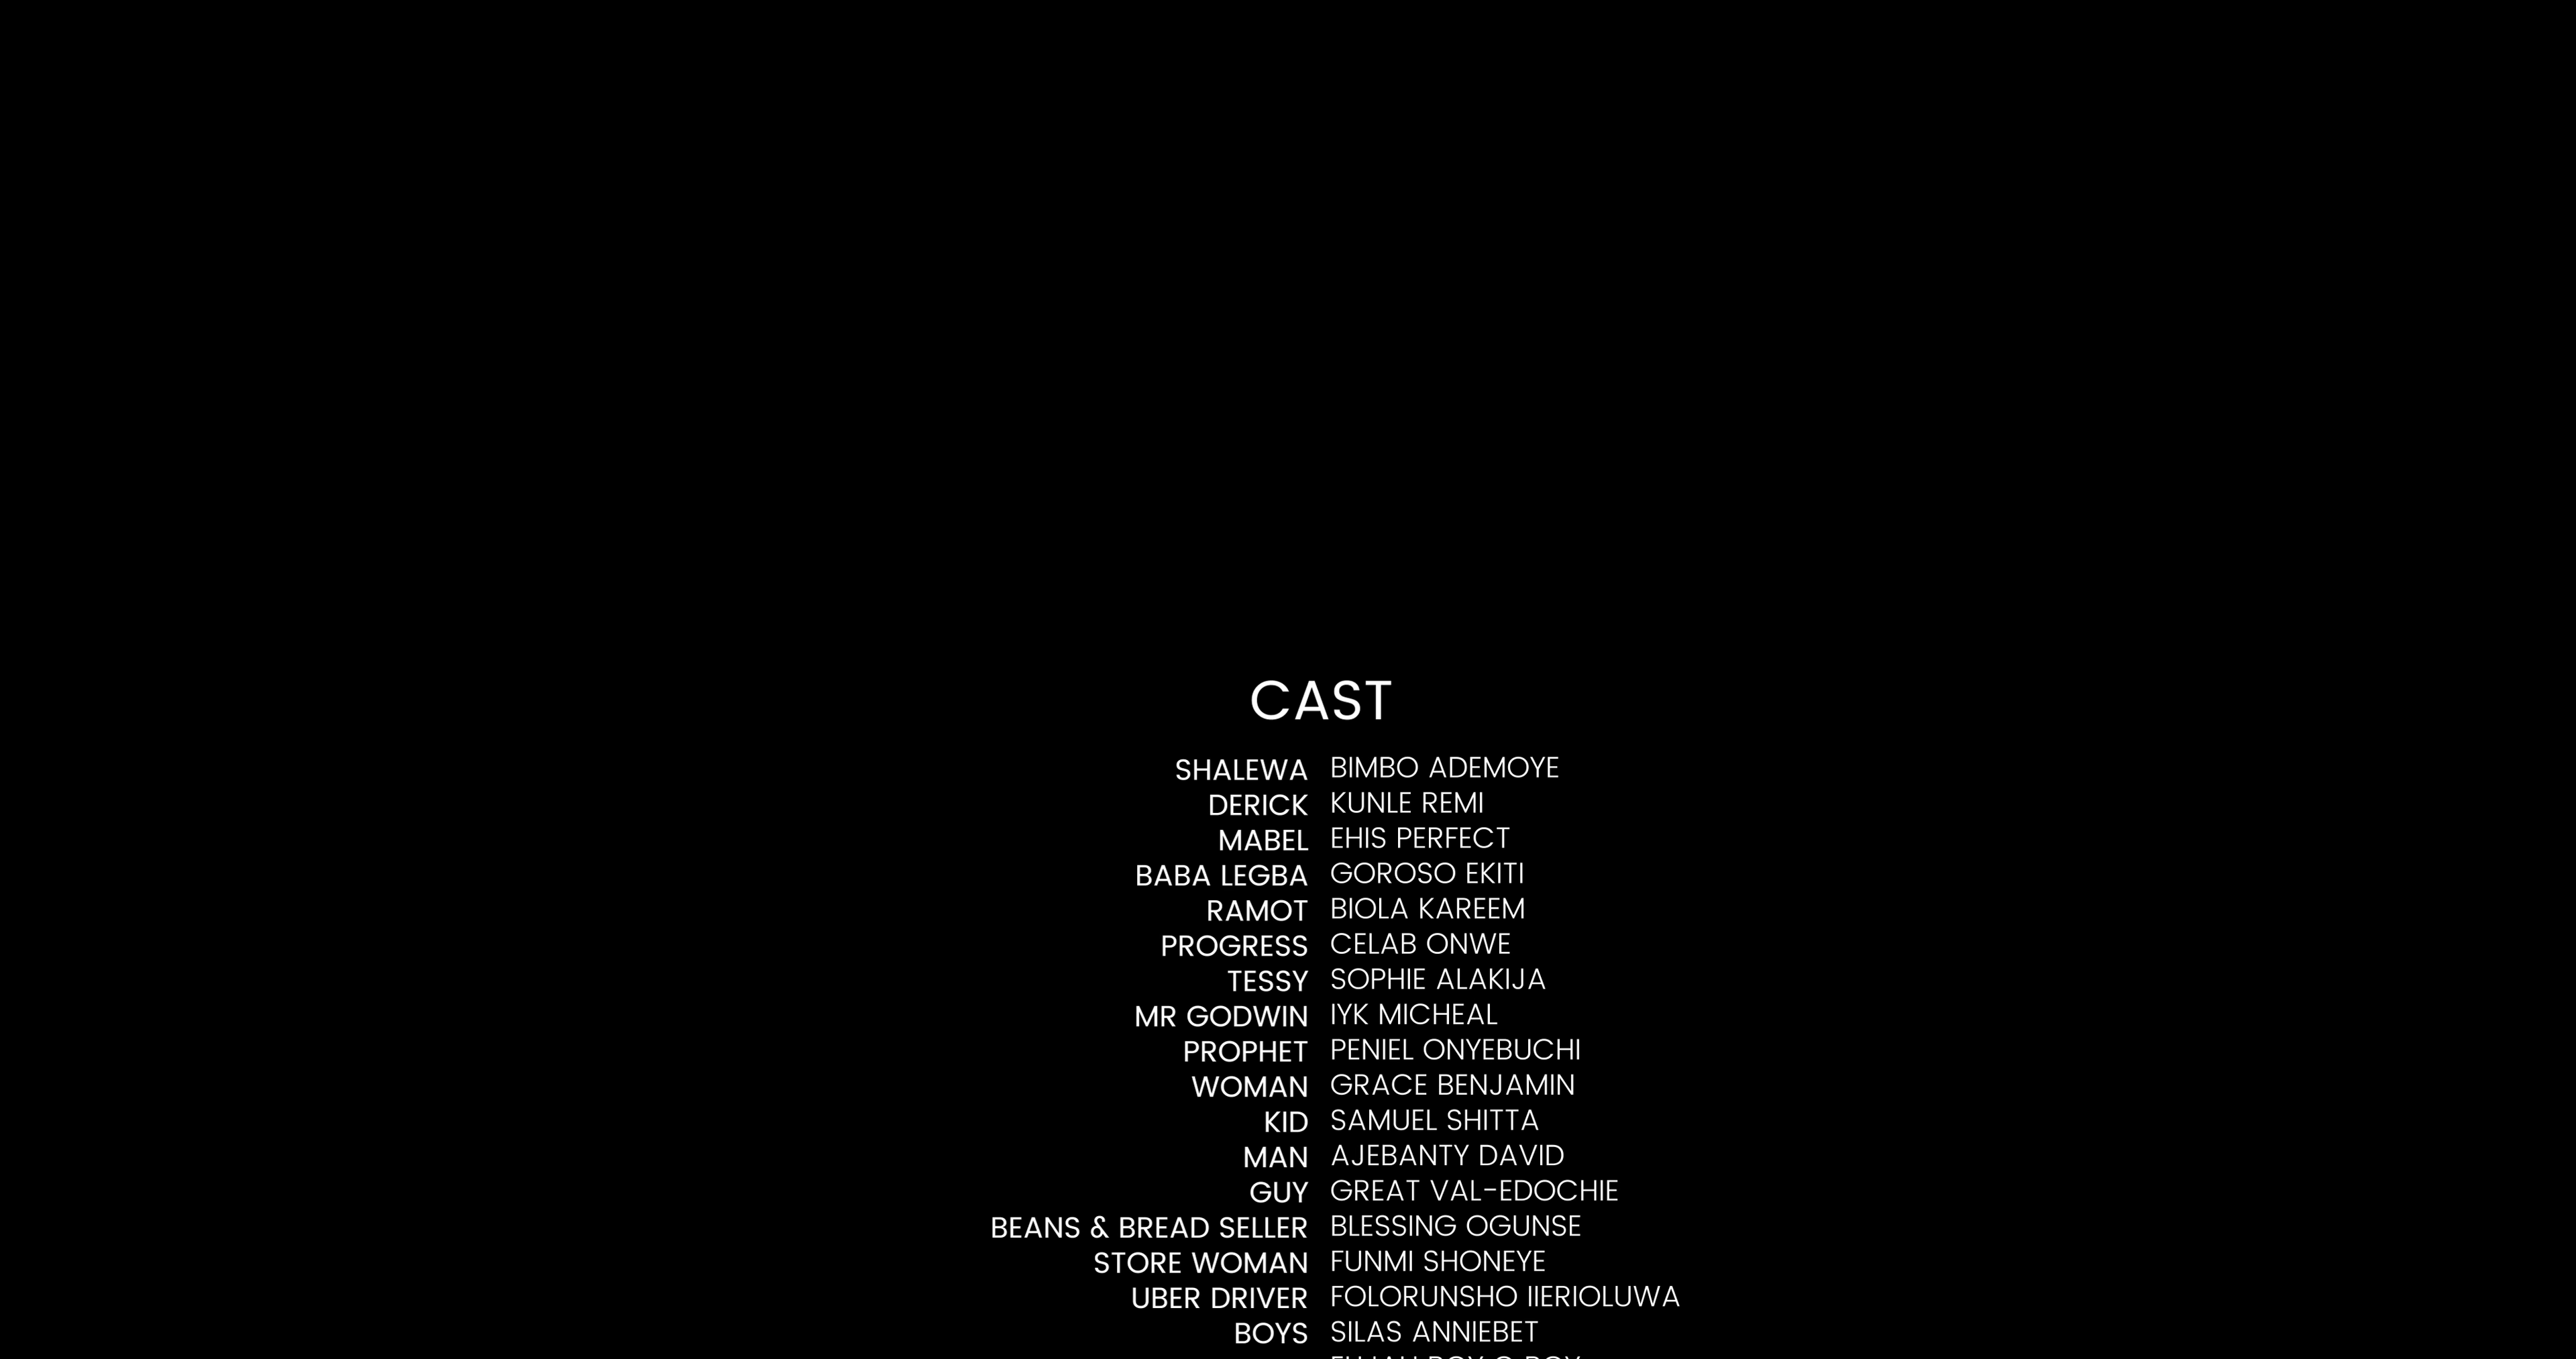 CAST
SHALEWA BIMBO ADEMOYE
DERICK KUNLE REMI
MABEL EHIS PERFECT
BABA LEGBA GOROSO EKITI
RAMOT BIOLA KAREEM
PROGRESS CELAB ONWE
TESSY SOPHIE ALAKIJA
MR GODWIN IYK MICHEAL
PROPHET PENIEL ONYEBUCHI
WOMAN GRACE BENJAMIN
KID SAMUEL SHITTA
MAN AJEBANTY DAVID
GUY GREAT VAL-EDOCHIE
BEANS & BREAD SELLER BLESSING OGUNSE
STORE WOMAN FUNMI SHONEYE
UBER DRIVER FOLORUNSHO IIERIOLUWA
BOYS SILAS ANNIEBET